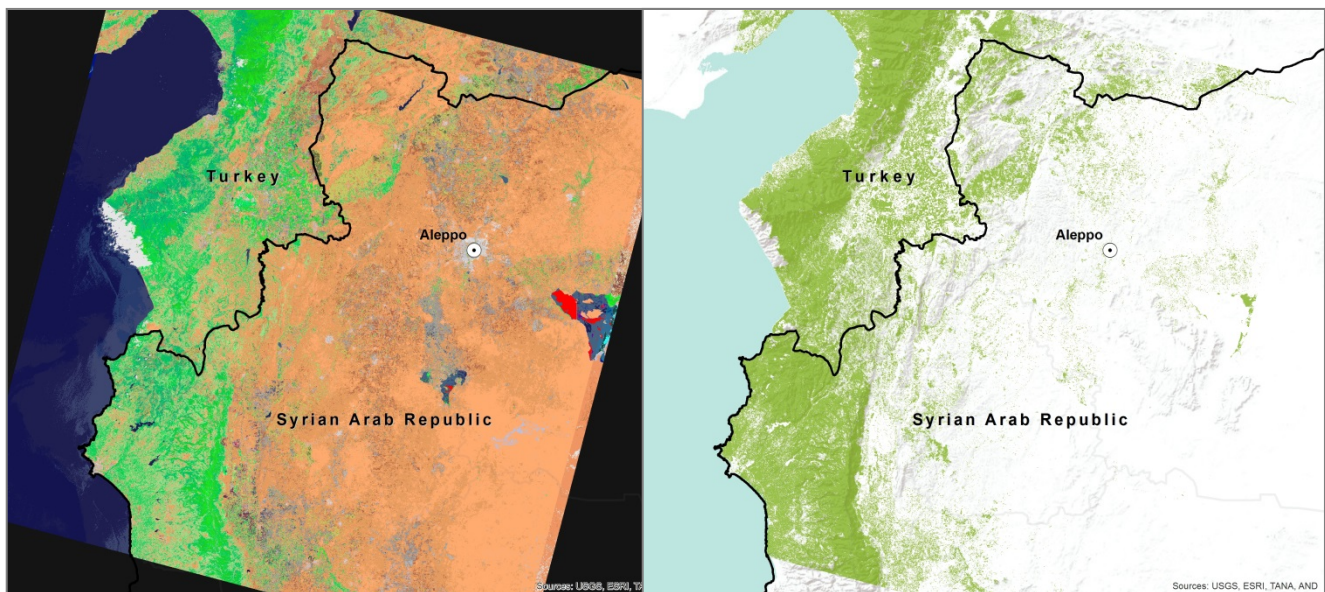 Turkey
Aleppo
Syrian Arab Republic
Sources: USGS, ESRI, TA
Turkey
Aleppo
Syrian Arab Republic
Sources: USGS, ESRI, TANA, AND